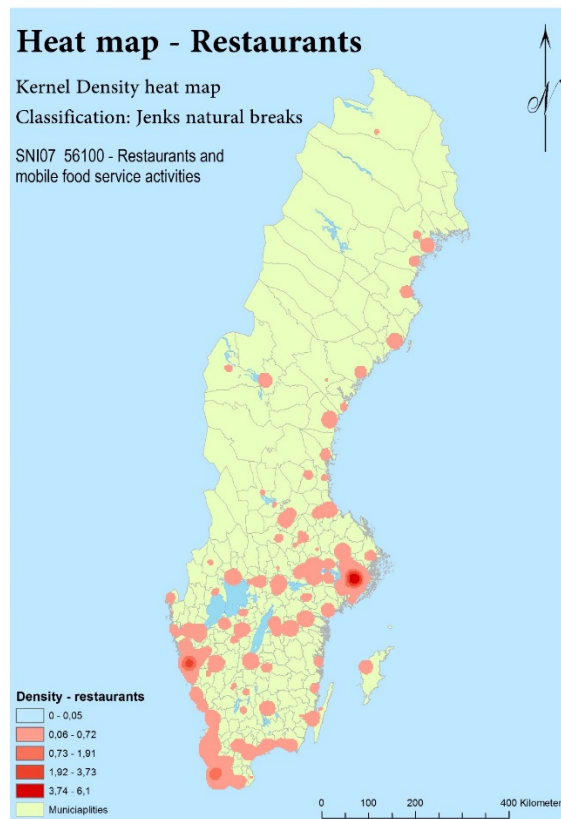 Heat map - Restaurants
Kernel Density heat map
Classification: Jenks natural breaks
SNI07 56100 - Restaurants and
mobile food service activities
N
Density - restaurants
0 - 0,05
0,06 - 0,72
0,73 - 1,91
1,92 - 3,73
3,74 - 6,1
Municiaplities
0 100 200 400 Kilometer